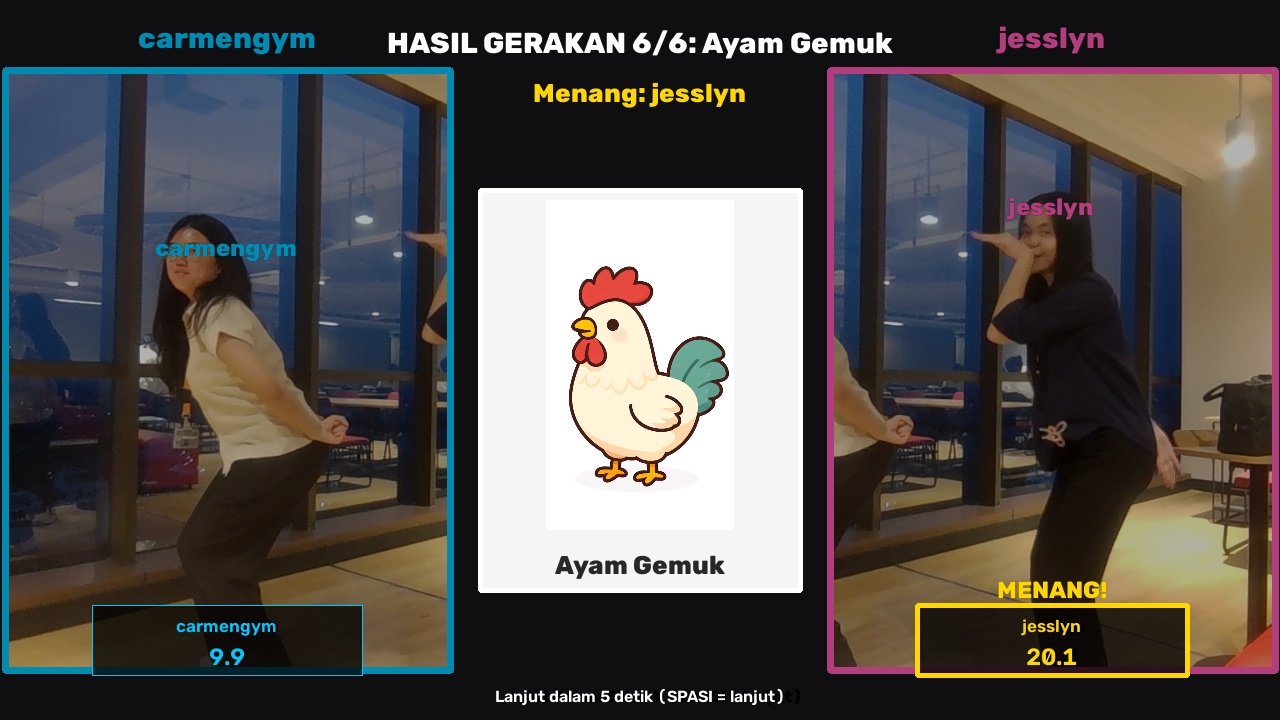 carmengym
HASIL GERAKAN 6/6: Ayam Gemuk
jesslyn
Menang: jesslyn
carmengym
jesslyn
Ayam Gemuk
MENANG!
carmengym
9.9
jesslyn
20.1
Lanjut dalam 5 detik (SPASI = lanjut)